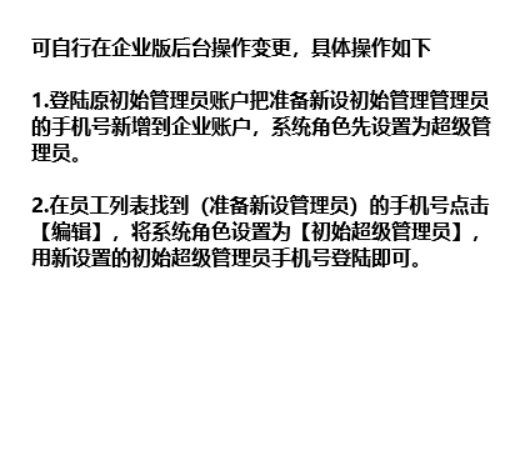 可自行在企业版后台操作变更，具体操作如下
1.登陆原初始管理员账户把准备新设初始管理管理员
的手机号新增到企业账户，系统角色先设置为超级管
理员。
2.在员工列表找到（准备新设管理员）的手机号点击
【编辑】，将系统角色设置为【初始超级管理员】，
用新设置的初始超级管理员手机号登陆即可。